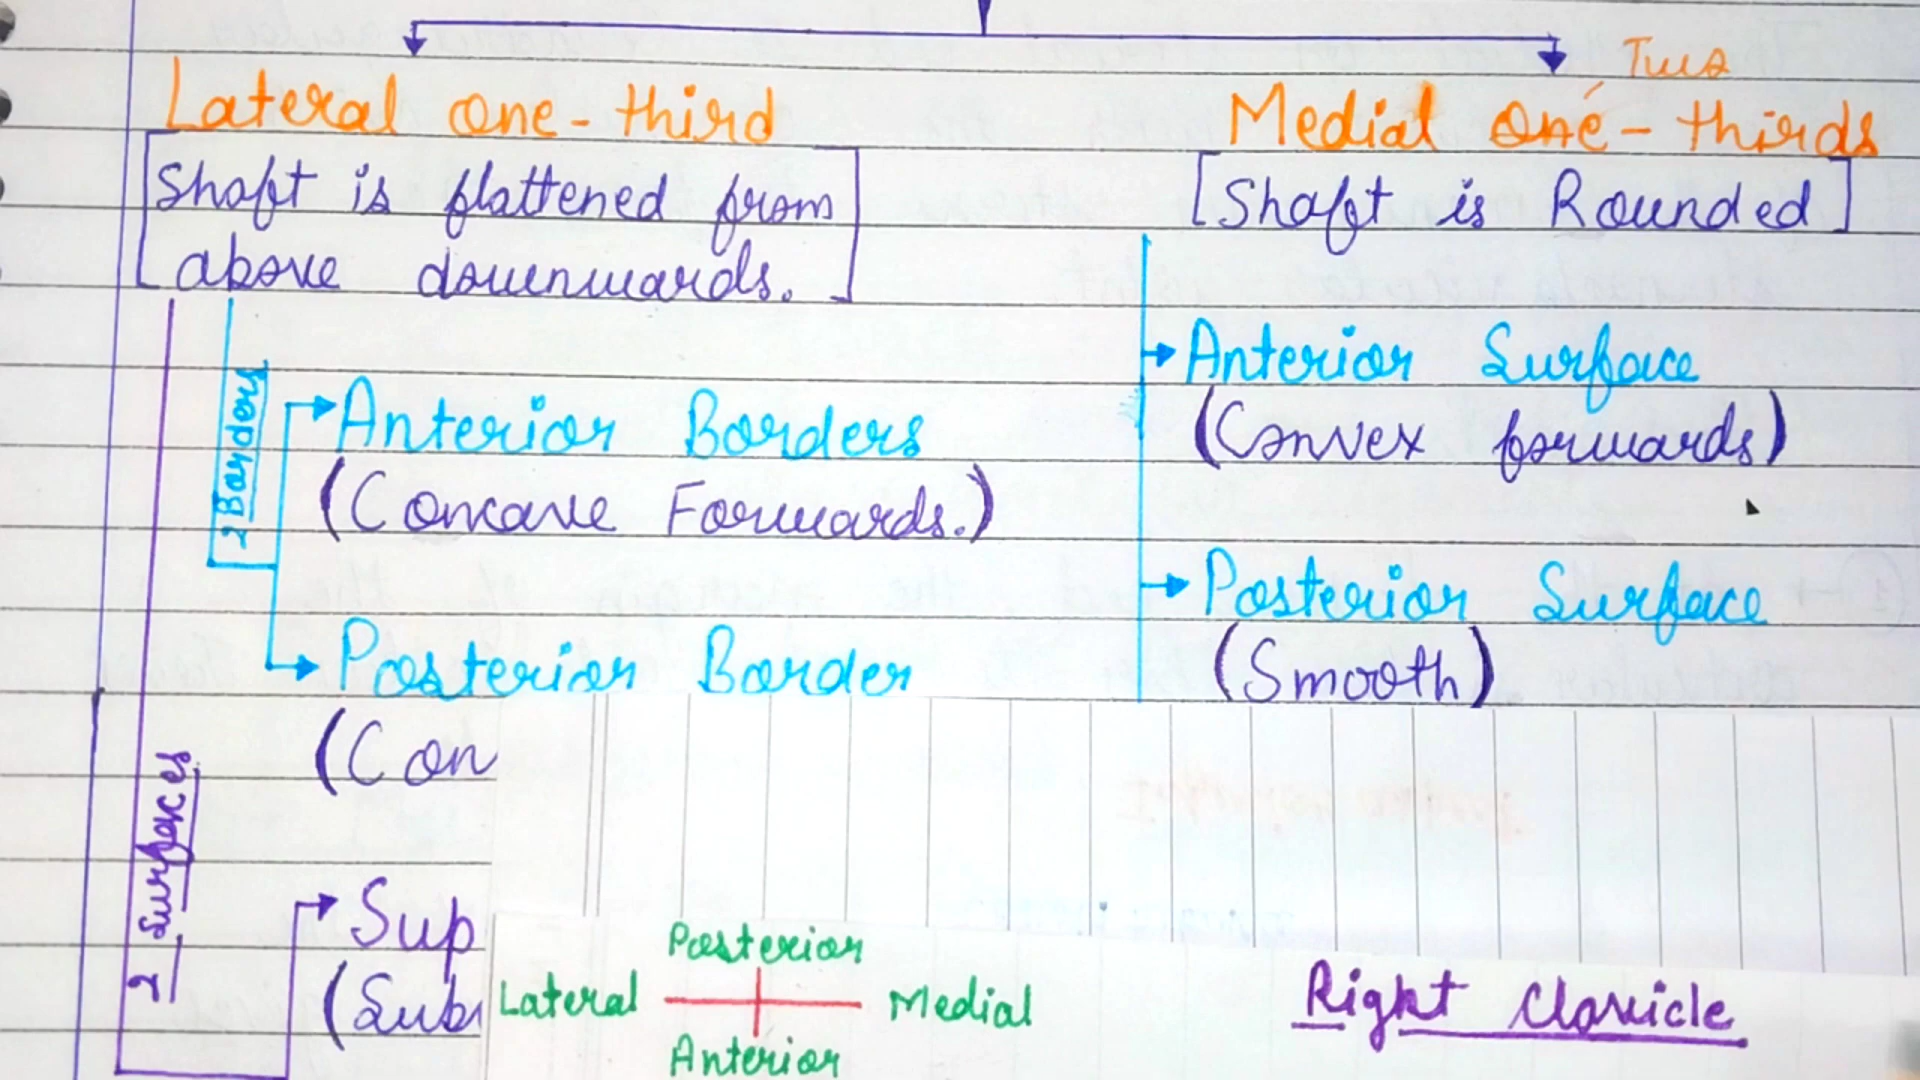 Lateral one-third
[Shaft is flattened from
above downwards.]
2 Borders
Anterior Borders
(Concave Forwards.)
Posterior Border
(Con
2 Surfaces
Sup
(Sub
Two
Medial one-thirds
[Shaft is Rounded]
Anterior Surface
(Convex forwards)
Posterior Surface
(Smooth)
Posterior
Lateral Medial
Anterior
Right Clavicle